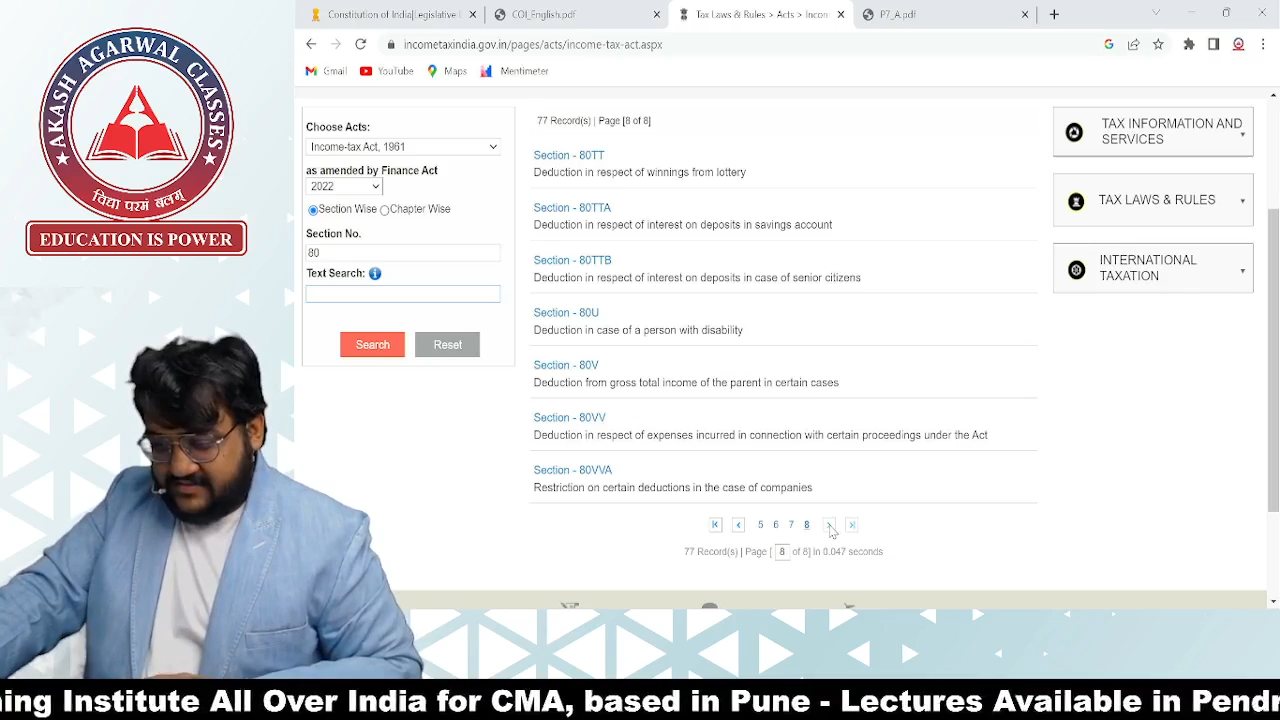 AKASH AGARWAL CLASSES
विद्या परमं बलम्
EDUCATION IS POWER
Constitution of India|Legislative
COI_English.pdf
Tax Laws & Rules > Acts > Incom
P7_A.pdf
incometaxindia.gov.in/pages/acts/income-tax-act.aspx
Gmail
YouTube
Maps
Mentimeter
Choose Acts:
Income-tax Act, 1961
as amended by Finance Act
2022
Section Wise
Chapter Wise
Section No.
80
Text Search:
Search
Reset
77 Record(s) | Page [8 of 8]
Section - 80TT
Deduction in respect of winnings from lottery
Section - 80TTA
Deduction in respect of interest on deposits in savings account
Section - 80TTB
Deduction in respect of interest on deposits in case of senior citizens
Section - 80U
Deduction in case of a person with disability
Section - 80V
Deduction from gross total income of the parent in certain cases
Section - 80VV
Deduction in respect of expenses incurred in connection with certain proceedings under the Act
Section - 80VVA
Restriction on certain deductions in the case of companies
5 6 7 8
77 Record(s) | Page [ 8 of 8] in 0.047 seconds
TAX INFORMATION AND
SERVICES
TAX LAWS & RULES
INTERNATIONAL
TAXATION
ning Institute All Over India for CMA, based in Pune - Lectures Available in Pendr